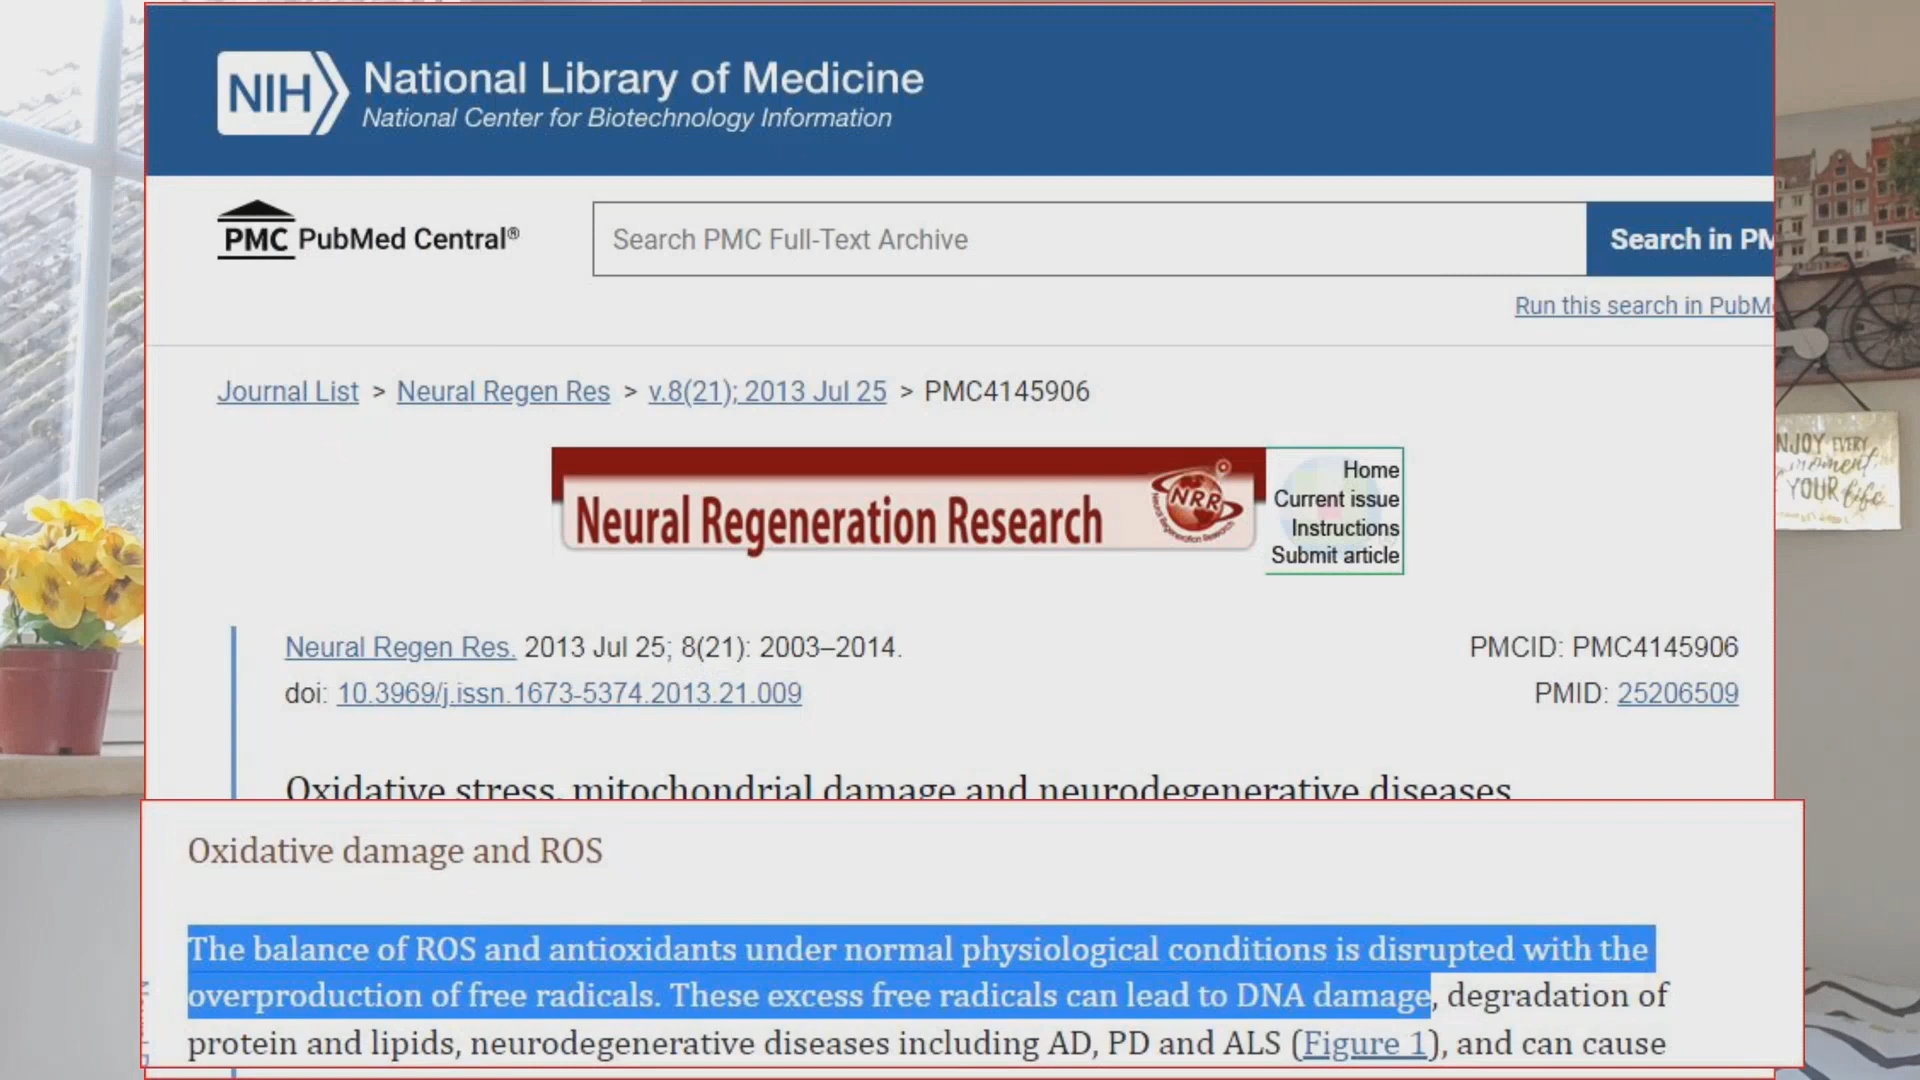 NIH National Library of Medicine
National Center for Biotechnology Information
PMC PubMed Central®
Search PMC Full-Text Archive
Search in PM
Run this search in PubM
Journal List > Neural Regen Res > v.8(21); 2013 Jul 25 > PMC4145906
Neural Regeneration Research
NRR
Neural Regeneration Research
Home
Current issue
Instructions
Submit article
NJOY EVERY
moment
YOUR life
Neural Regen Res. 2013 Jul 25; 8(21): 2003–2014.
PMCID: PMC4145906
doi: 10.3969/j.issn.1673-5374.2013.21.009
PMID: 25206509
Oxidative stress, mitochondrial damage and neurodegenerative diseases
Oxidative damage and ROS
The balance of ROS and antioxidants under normal physiological conditions is disrupted with the
overproduction of free radicals. These excess free radicals can lead to DNA damage, degradation of
protein and lipids, neurodegenerative diseases including AD, PD and ALS (Figure 1), and can cause